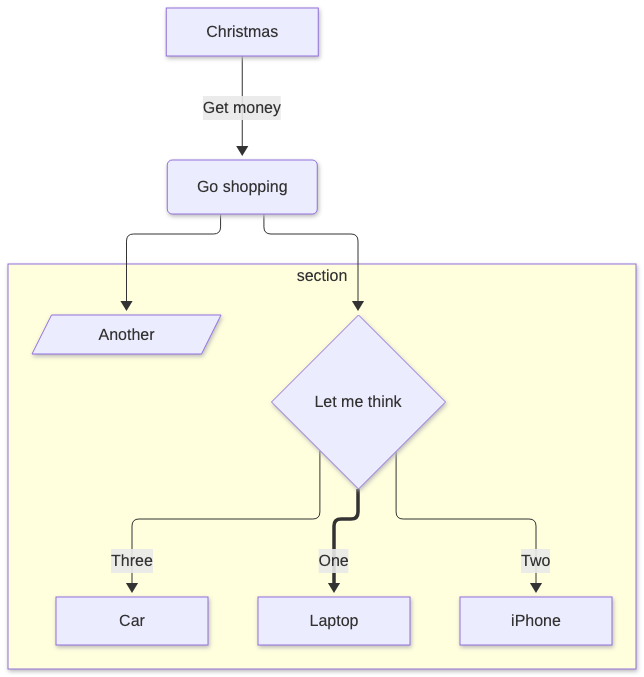 Christmas
Get money
Go shopping
section
Another
Let me think
Three
One
Two
Car
Laptop
iPhone